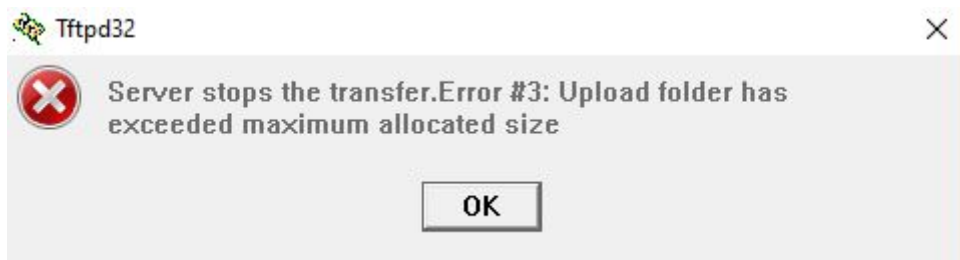 Tftpd32
Server stops the transfer.Error #3: Upload folder has
exceeded maximum allocated size
OK